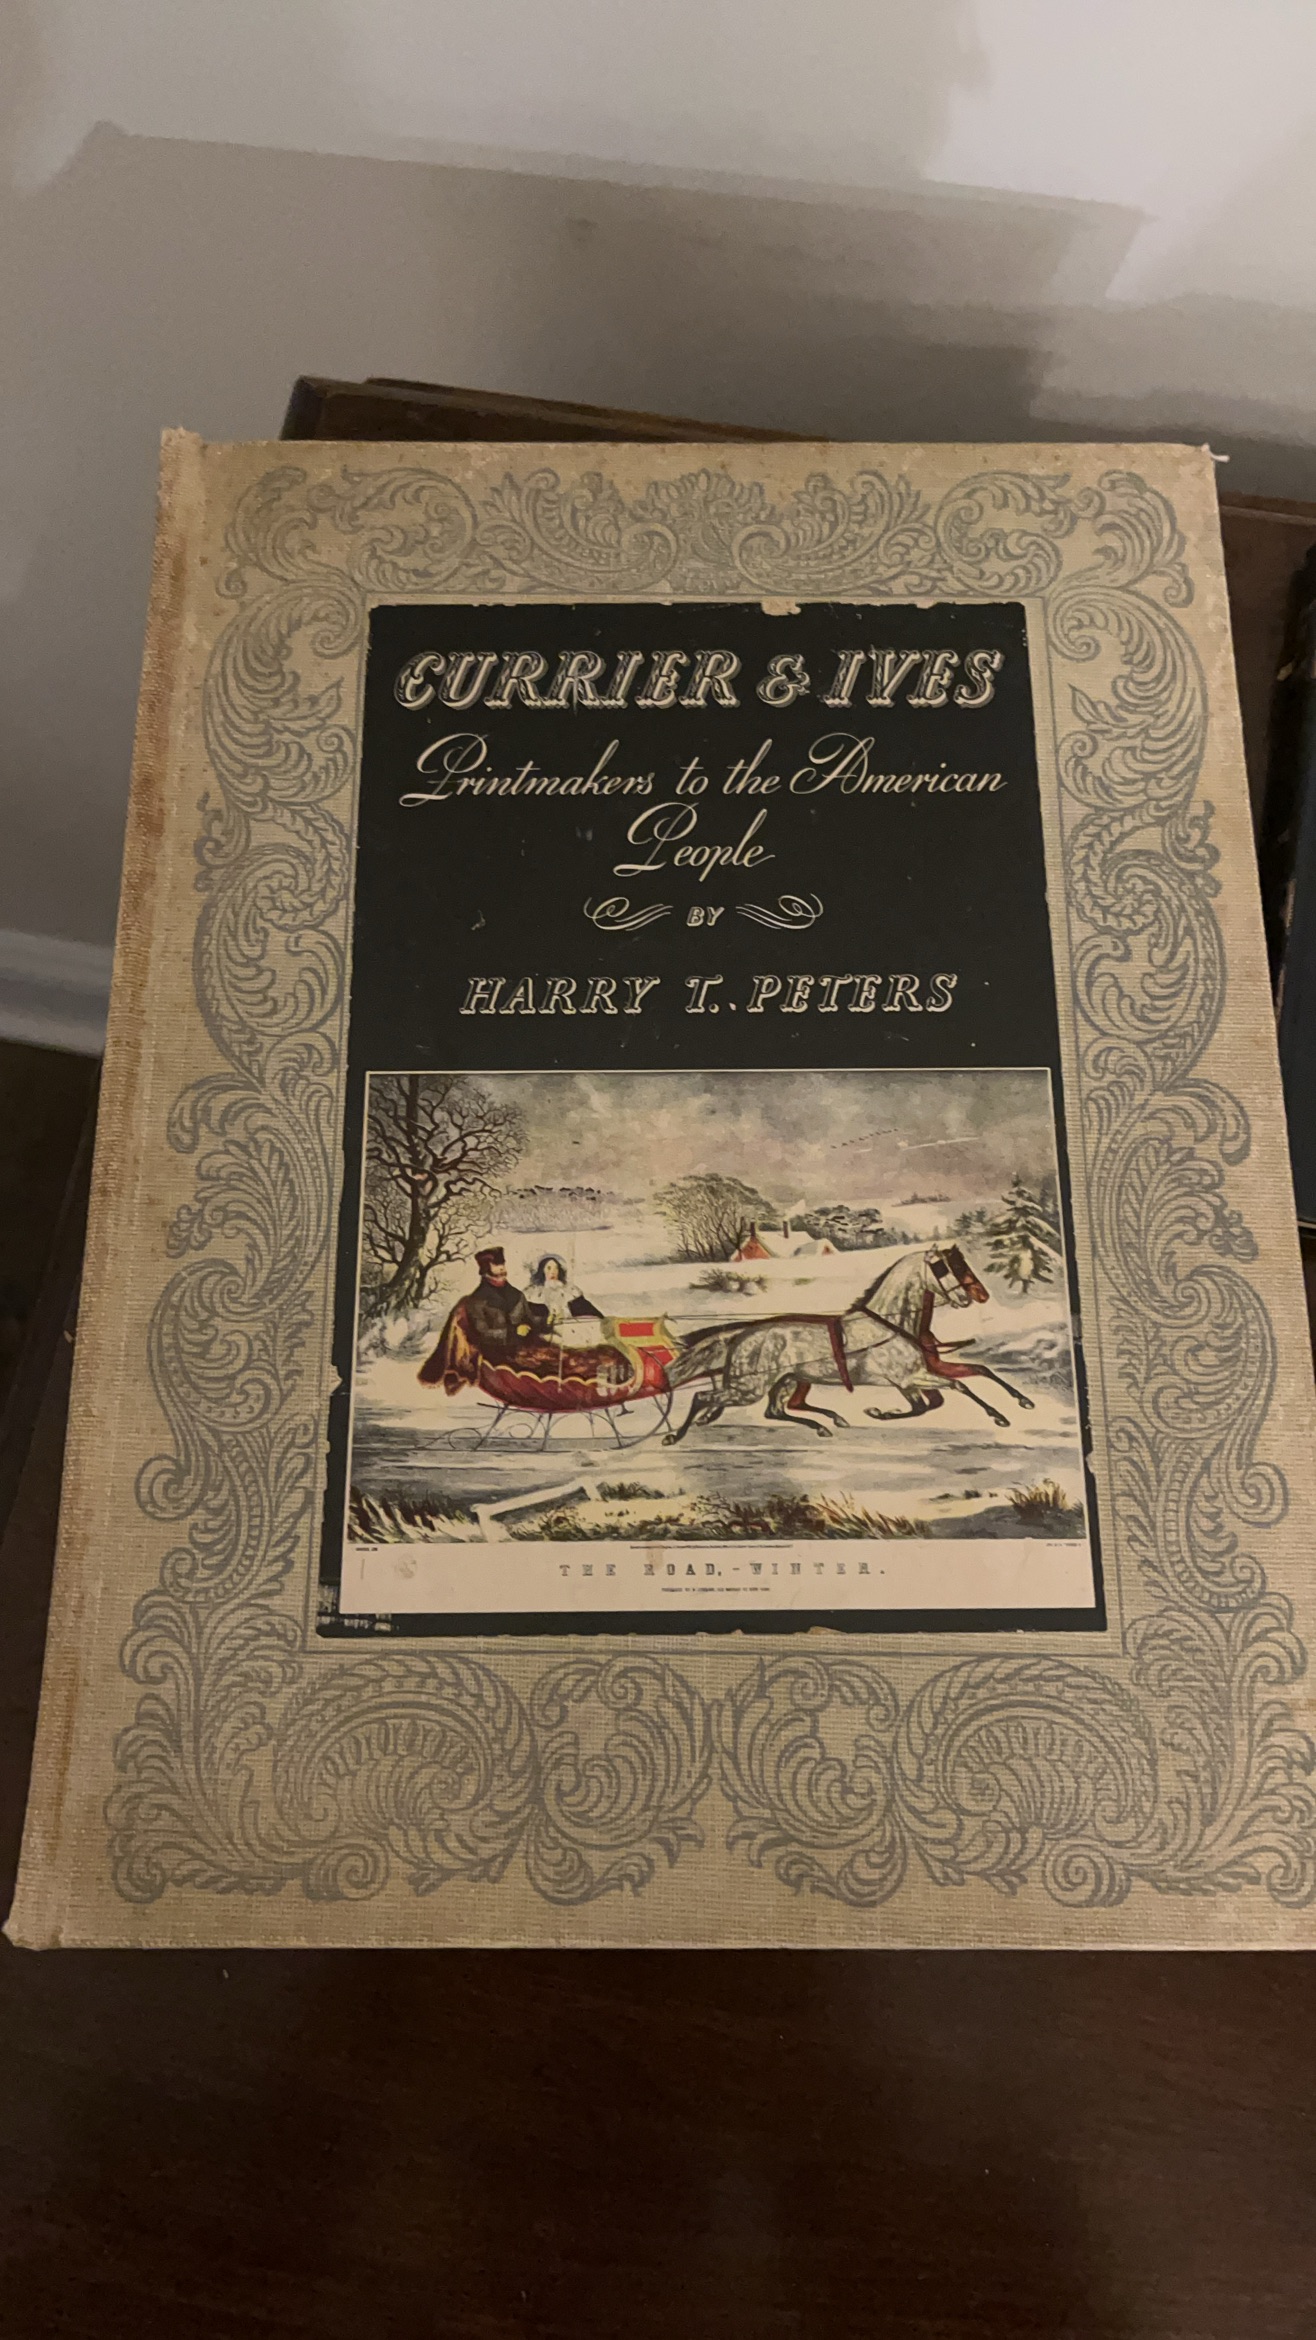 CURRIER & IVES
Printmakers to the American
People
BY
HARRY T. PETERS
THE ROAD, - WINTER.